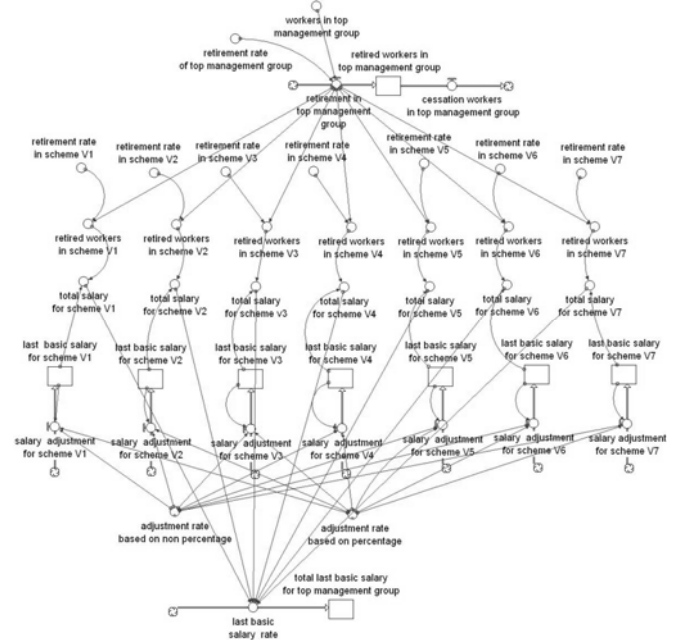 workers in top
management group
retirement rate
of top management group
retired workers in
top management group
retirement in
top management
group
cessation workers
in top management group
retirement rate
in scheme V1
retirement rate
in scheme V2
retirement rate
in scheme V3
retirement rate
in scheme V4
retirement rate
in scheme V5
retirement rate
in scheme V6
retirement rate
in scheme V7
retired workers
in scheme V1
retired workers
in scheme V2
retired workers
in scheme V3
retired workers
in scheme V4
retired workers
in scheme V5
retired workers
in scheme V6
retired workers
in scheme V7
total salary
for scheme V1
total salary
for scheme V2
total salary
for scheme v3
total salary
for scheme V4
total salary
for scheme V5
total salary
for scheme V6
total salary
for scheme V7
last basic salary
for scheme V1
last basic salary
for scheme V2
last basic salary
for scheme V3
last basic salary
for scheme V4
last basic salary
for scheme V5
last basic salary
for scheme V6
last basic salary
for scheme V7
salary adjustment
for scheme V1
salary adjustment
for scheme V2
salary adjustment
for scheme V3
salary adjustment
for scheme V4
salary adjustment
for scheme V5
salary adjustment
for scheme V6
salary adjustment
for scheme V7
adjustment rate
based on non percentage
adjustment rate
based on percentage
total last basic salary
for top management group
last basic
salary rate